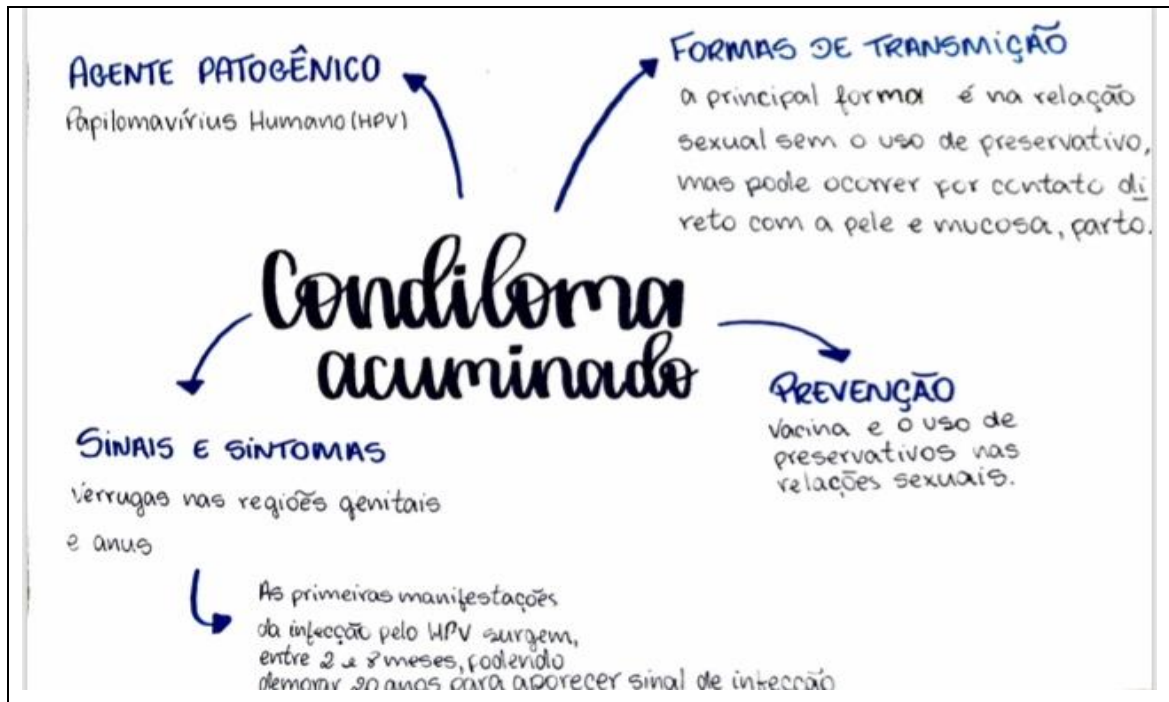 AGENTE PATOGÊNICO
Papilomavírius Humano (HPV)
FORMAS DE TRANSMIÇÃO
a principal forma é na relação
sexual sem o uso de preservativo,
mas pode ocorrer por contato di
reto com a pele e mucosa, parto.
Condiloma
acuminado
PREVENÇÃO
Vacina e o uso de
preservativos nas
relações sexuais.
SINAIS E SINTOMAS
Verrugas nas regiões genitais
e anus
As primeiras manifestações
da infecção pelo HPV surgem,
entre 2 e 8 meses, podendo
demorar 20 anos para aparecer sinal de infecção